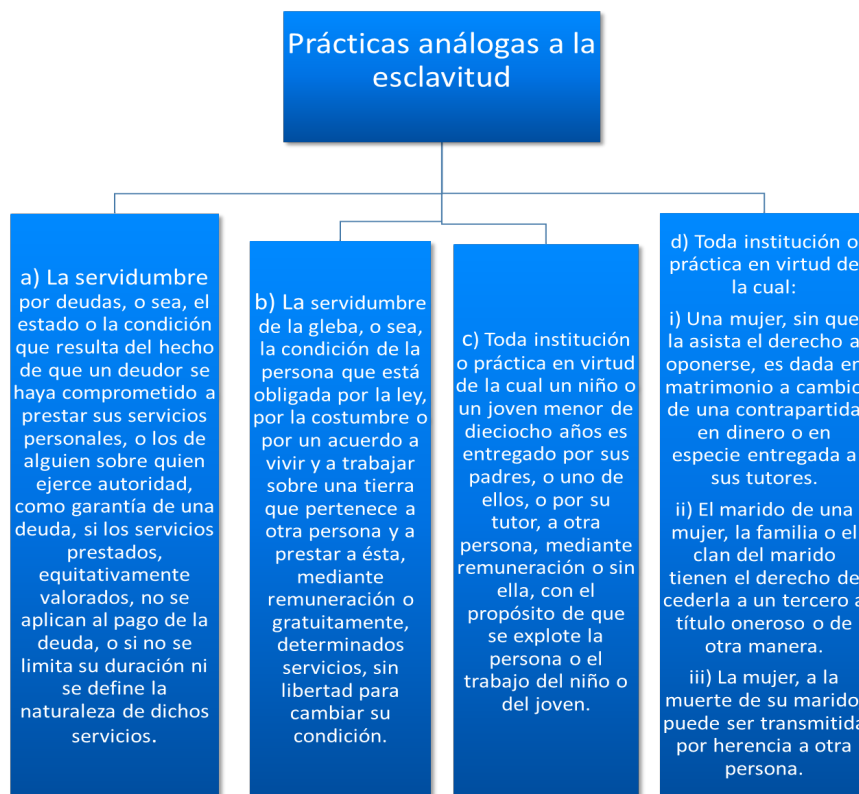 Prácticas análogas a la
esclavitud
a) La servidumbre
por deudas, o sea, el
estado o la condición
que resulta del hecho
de que un deudor se
haya comprometido a
prestar sus servicios
personales, o los de
alguien sobre quien
ejerce autoridad,
como garantía de una
deuda, si los servicios
prestados,
equitativamente
valorados, no se
aplican al pago de la
deuda, o si no se
limita su duración ni
se define la
naturaleza de dichos
servicios.
b) La servidumbre
de la gleba, o sea,
la condición de la
persona que está
obligada por la ley,
por la costumbre o
por un acuerdo a
vivir y a trabajar
sobre una tierra
que pertenece a
otra persona y a
prestar a ésta,
mediante
remuneración o
gratuitamente,
determinados
servicios, sin
libertad para
cambiar su
condición.
c) Toda institución
o práctica en virtud
de la cual un niño o
un joven menor de
dieciocho años es
entregado por sus
padres, o uno de
ellos, o por su
tutor, a otra
persona, mediante
remuneración o sin
ella, con el
propósito de que
se explote la
persona o el
trabajo del niño o
del joven.
d) Toda institución o
práctica en virtud de
la cual:
i) Una mujer, sin que
la asista el derecho a
oponerse, es dada en
matrimonio a cambio
de una contrapartida
en dinero o en
especie entregada a
sus tutores.
ii) El marido de una
mujer, la familia o el
clan del marido
tienen el derecho de
cederla a un tercero a
título oneroso o de
otra manera.
iii) La mujer, a la
muerte de su marido,
puede ser transmitida
por herencia a otra
persona.